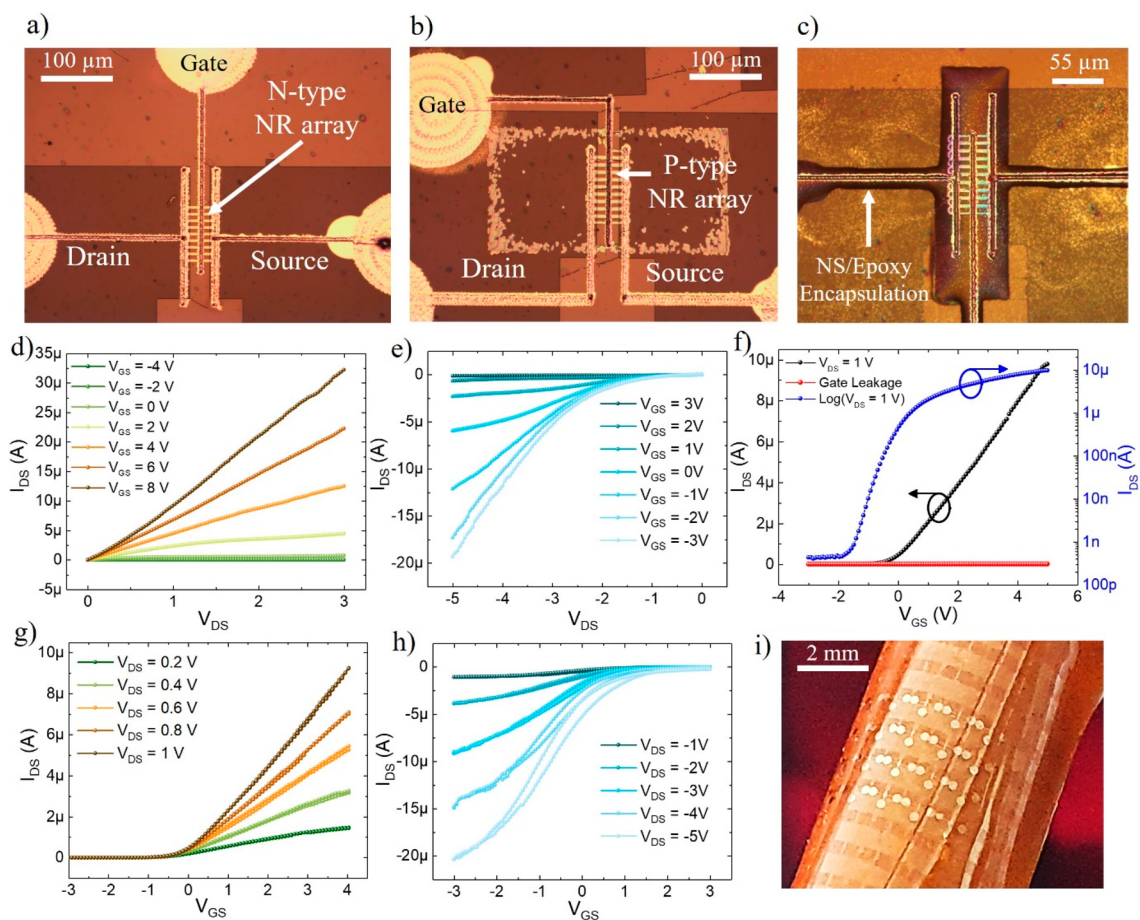 a)
100 µm
Gate
N-type
NR array
Drain
Source
b)
100 µm
Gate
P-type
NR array
Drain
Source
c)
55 µm
NS/Epoxy
Encapsulation
d)
35µ
30µ
25µ
20µ
15µ
10µ
5µ
0
5µ
I_DS (A)
V_GS = -4 V
V_GS = -2 V
V_GS = 0 V
V_GS = 2 V
V_GS = 4 V
V_GS = 6 V
V_GS = 8 V
0 1 2 3
V_DS
e)
0
-5µ
-10µ
-15µ
-20µ
I_DS (A)
V_GS = 3V
V_GS = 2V
V_GS = 1V
V_GS = 0V
V_GS = -1V
V_GS = -2V
V_GS = -3V
-5 -4 -3 -2 -1 0
V_DS
f)
10µ
8µ
6µ
4µ
2µ
0
I_DS (A)
V_DS = 1 V
Gate Leakage
Log(V_DS = 1 V)
10µ
1µ
100n
10n
1n
100p
I_DS (A)
-4 -2 0 2 4 6
V_GS (V)
g)
10µ
8µ
6µ
4µ
2µ
0
I_DS (A)
V_DS = 0.2 V
V_DS = 0.4 V
V_DS = 0.6 V
V_DS = 0.8 V
V_DS = 1 V
-3 -2 -1 0 1 2 3 4
V_GS
h)
0
-5µ
-10µ
-15µ
-20µ
I_DS (A)
V_DS = -1V
V_DS = -2V
V_DS = -3V
V_DS = -4V
V_DS = -5V
-3 -2 -1 0 1 2 3
V_GS
i)
2 mm